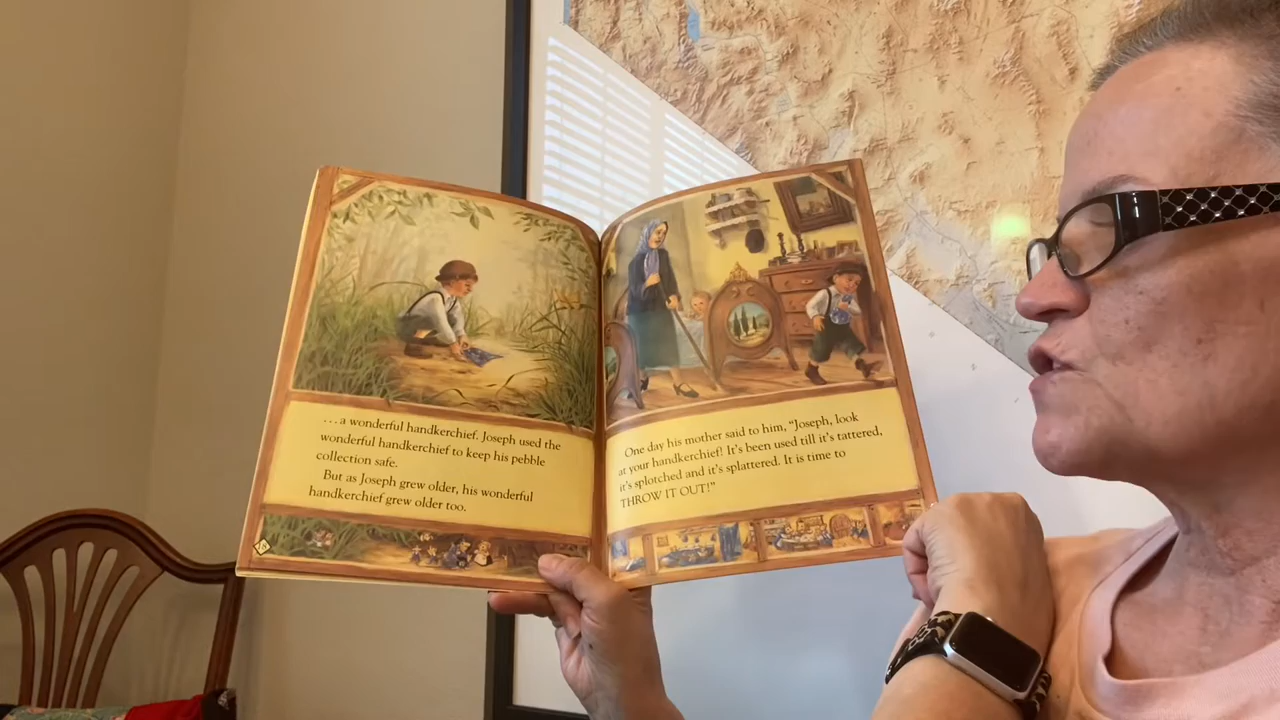 ...a wonderful handkerchief. Joseph used the
wonderful handkerchief to keep his pebble
collection safe.
But as Joseph grew older, his wonderful
handkerchief grew older too.
One day his mother said to him, “Joseph, look
at your handkerchief! It’s been used till it’s tattered,
it’s splotched and it’s splattered. It is time to
THROW IT OUT!”